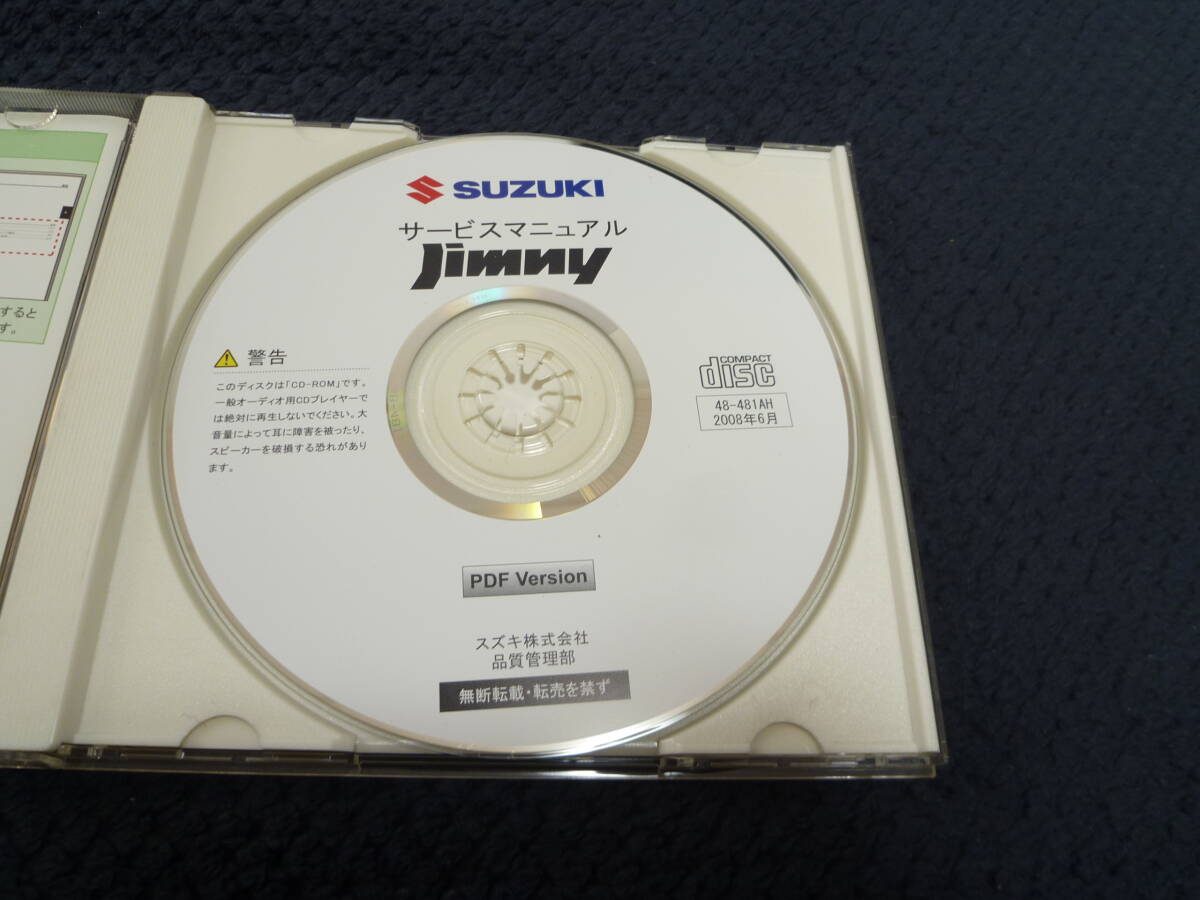 すると
す。
SUZUKI
サービスマニュアル
Jimny
警告
このディスクは「CD-ROM」です。
一般オーディオ用CDプレイヤーで
は絶対に再生しないでください。大
音量によって耳に障害を被ったり、
スピーカーを破損する恐れがあり
ます。
COMPACT
disc
48-481AH
2008年6月
PDF Version
スズキ株式会社
品質管理部
無断転載・転売を禁ず